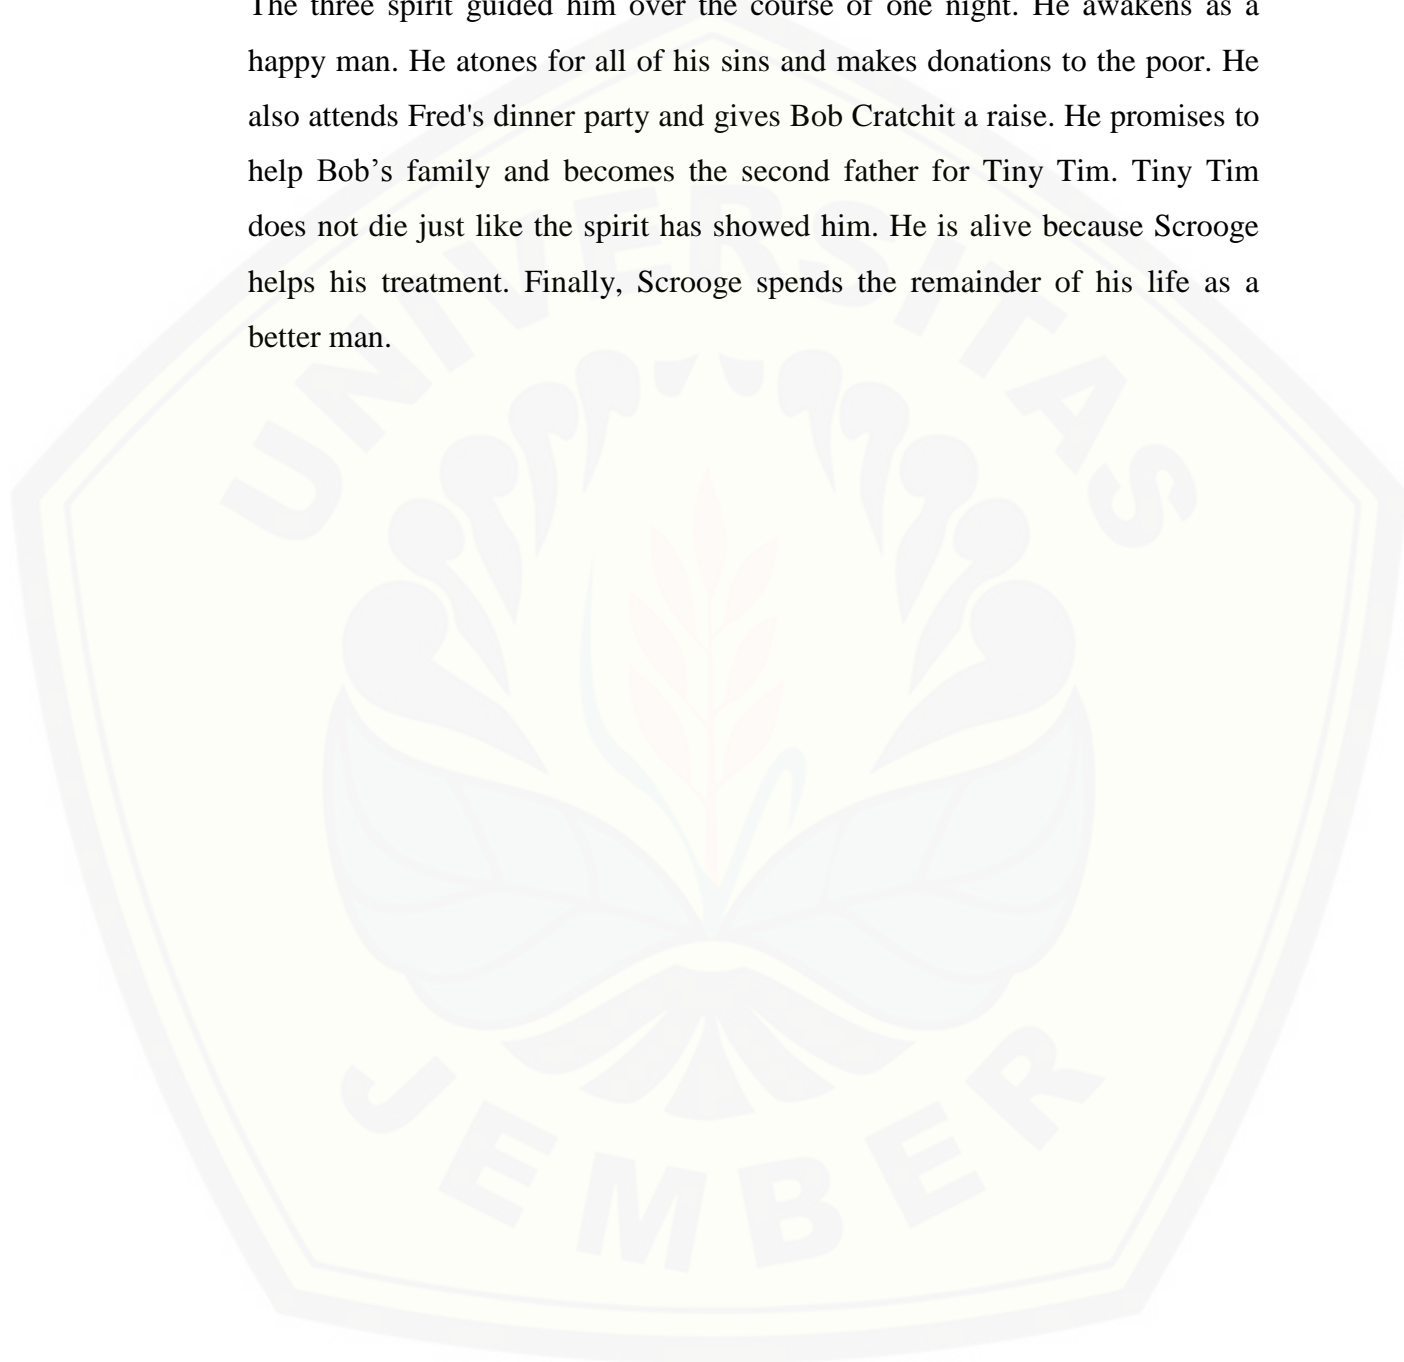 The three spirit guided him over the course of one night. He awakens as a
happy man. He atones for all of his sins and makes donations to the poor. He
also attends Fred's dinner party and gives Bob Cratchit a raise. He promises to
help Bob’s family and becomes the second father for Tiny Tim. Tiny Tim
does not die just like the spirit has showed him. He is alive because Scrooge
helps his treatment. Finally, Scrooge spends the remainder of his life as a
better man.
UNIVERSITAS
JEMBER